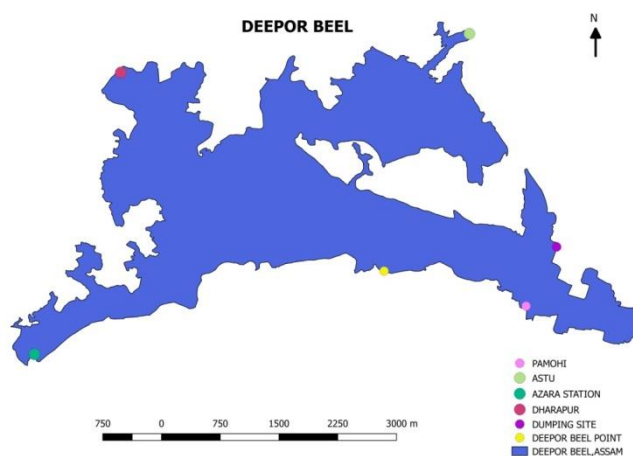 DEEPOR BEEL
N
PAMOHI
ASTU
AZARA STATION
DHARAPUR
DUMPING SITE
DEEPOR BEEL POINT
DEEPOR BEEL,ASSAM
750 0 750 1500 2250 3000 m